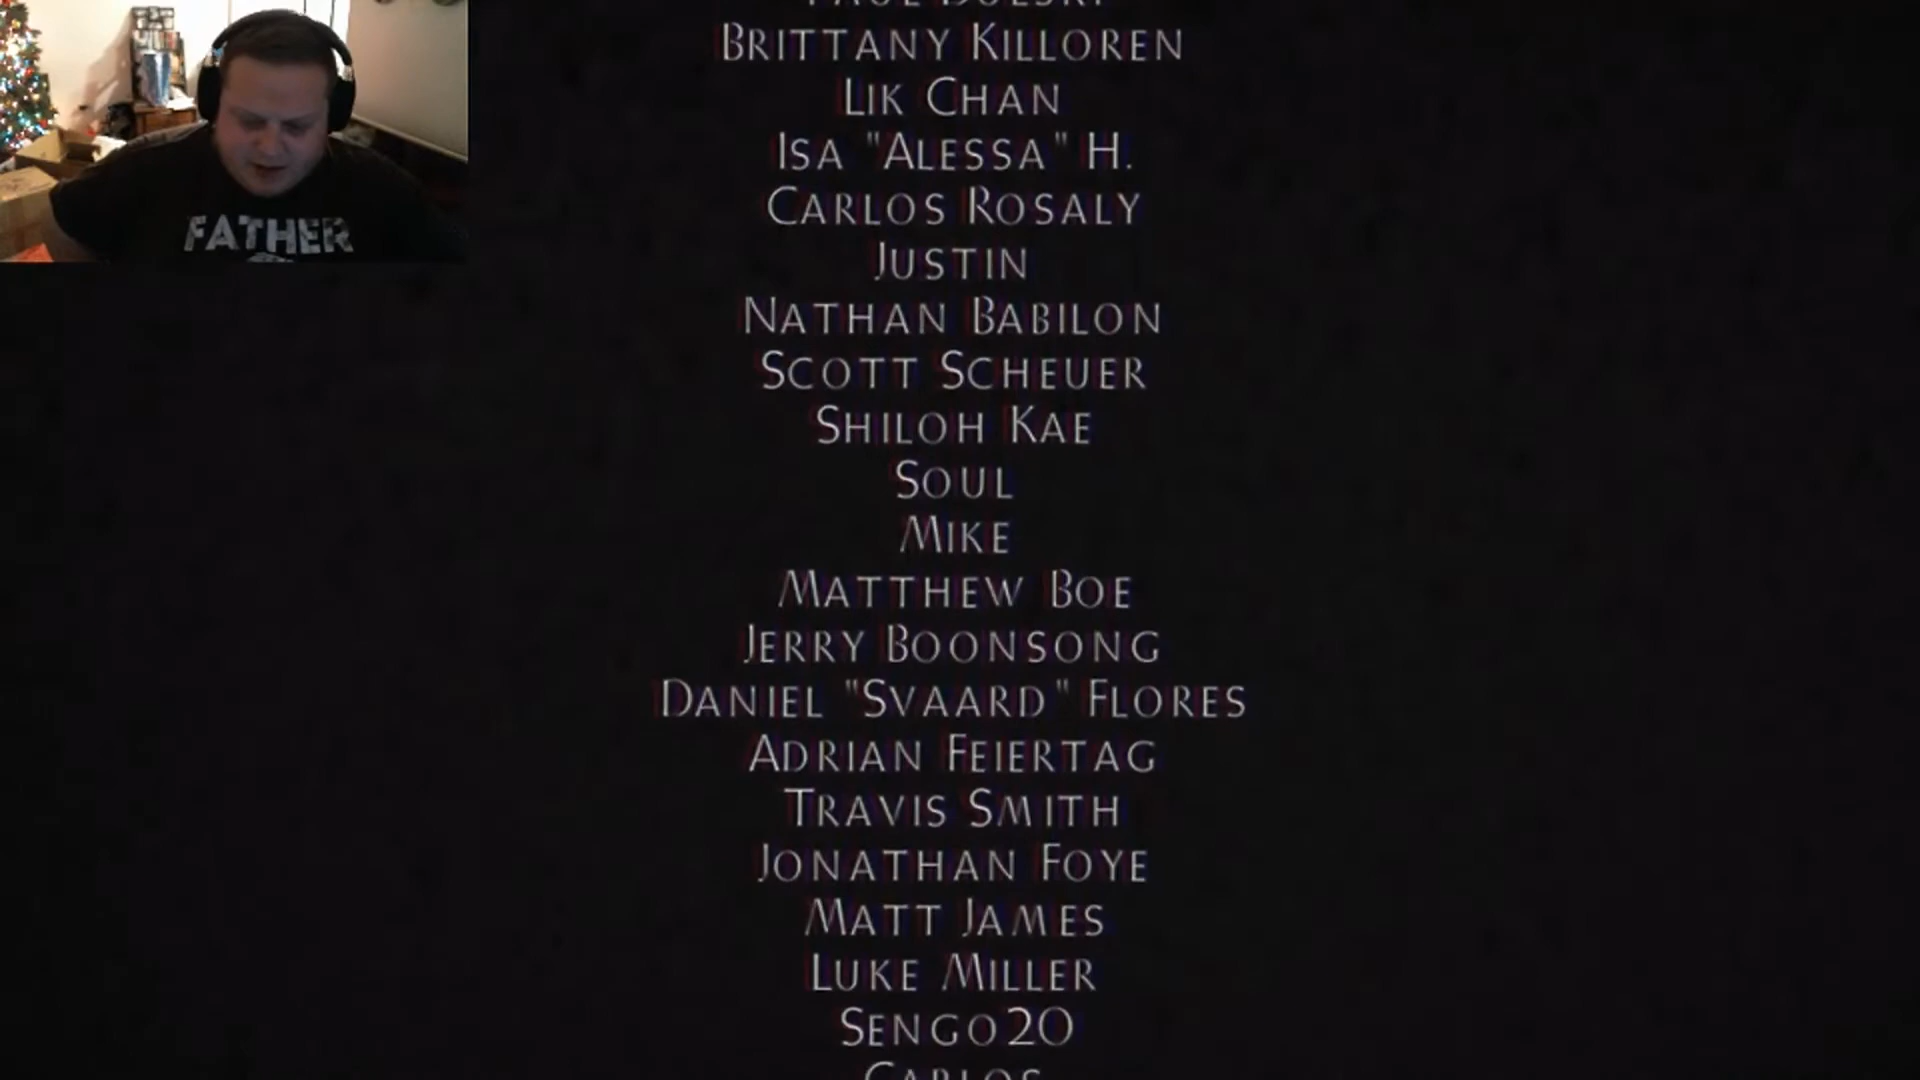 Brittany Killoren
Lik Chan
Isa "Alessa" H.
Carlos Rosaly
Justin
Nathan Babilon
Scott Scheuer
Shiloh Kae
Soul
Mike
Matthew Boe
Jerry Boonsong
Daniel "Svaard" Flores
Adrian Feiertag
Travis Smith
Jonathan Foye
Matt James
Luke Miller
Sengo20
Carlos
FATHER